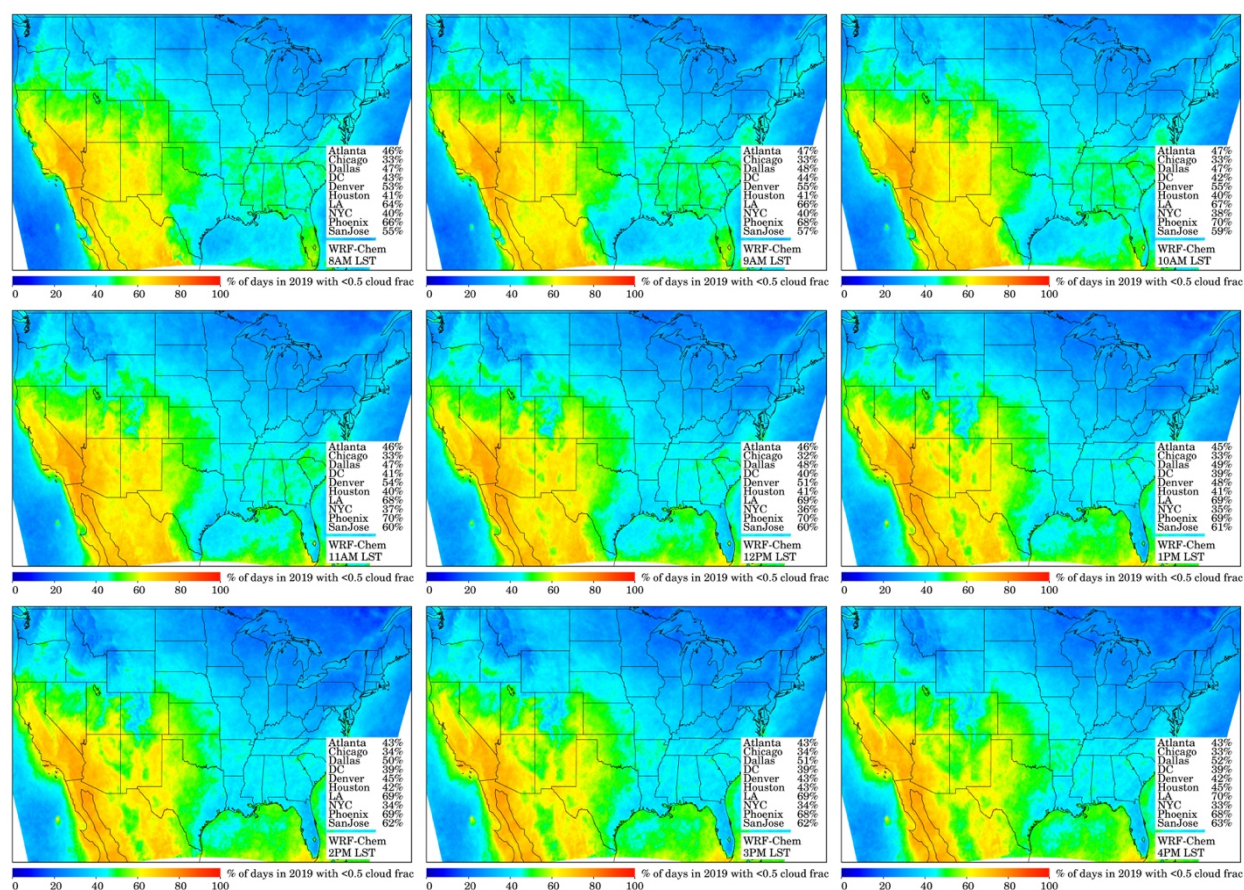 Atlanta 46%
Chicago 33%
Dallas 47%
DC 43%
Denver 53%
Houston 41%
LA 64%
NYC 40%
Phoenix 66%
SanJose 55%
WRF-Chem
8AM LST
0 20 40 60 80 100 % of days in 2019 with <0.5 cloud frac
Atlanta 47%
Chicago 33%
Dallas 48%
DC 44%
Denver 55%
Houston 41%
LA 66%
NYC 40%
Phoenix 68%
SanJose 57%
WRF-Chem
9AM LST
0 20 40 60 80 100 % of days in 2019 with <0.5 cloud frac
Atlanta 47%
Chicago 33%
Dallas 47%
DC 42%
Denver 55%
Houston 40%
LA 67%
NYC 38%
Phoenix 70%
SanJose 59%
WRF-Chem
10AM LST
0 20 40 60 80 100 % of days in 2019 with <0.5 cloud frac
Atlanta 46%
Chicago 33%
Dallas 47%
DC 41%
Denver 54%
Houston 40%
LA 68%
NYC 37%
Phoenix 70%
SanJose 60%
WRF-Chem
11AM LST
0 20 40 60 80 100 % of days in 2019 with <0.5 cloud frac
Atlanta 46%
Chicago 32%
Dallas 48%
DC 40%
Denver 51%
Houston 41%
LA 69%
NYC 36%
Phoenix 70%
SanJose 60%
WRF-Chem
12PM LST
0 20 40 60 80 100 % of days in 2019 with <0.5 cloud frac
Atlanta 45%
Chicago 33%
Dallas 49%
DC 39%
Denver 48%
Houston 41%
LA 69%
NYC 35%
Phoenix 69%
SanJose 61%
WRF-Chem
1PM LST
0 20 40 60 80 100 % of days in 2019 with <0.5 cloud frac
Atlanta 43%
Chicago 34%
Dallas 50%
DC 39%
Denver 45%
Houston 42%
LA 69%
NYC 34%
Phoenix 69%
SanJose 62%
WRF-Chem
2PM LST
0 20 40 60 80 100 % of days in 2019 with <0.5 cloud frac
Atlanta 43%
Chicago 34%
Dallas 51%
DC 39%
Denver 43%
Houston 43%
LA 69%
NYC 34%
Phoenix 68%
SanJose 62%
WRF-Chem
3PM LST
0 20 40 60 80 100 % of days in 2019 with <0.5 cloud frac
Atlanta 43%
Chicago 33%
Dallas 52%
DC 39%
Denver 42%
Houston 45%
LA 70%
NYC 33%
Phoenix 68%
SanJose 63%
WRF-Chem
4PM LST
0 20 40 60 80 100 % of days in 2019 with <0.5 cloud frac